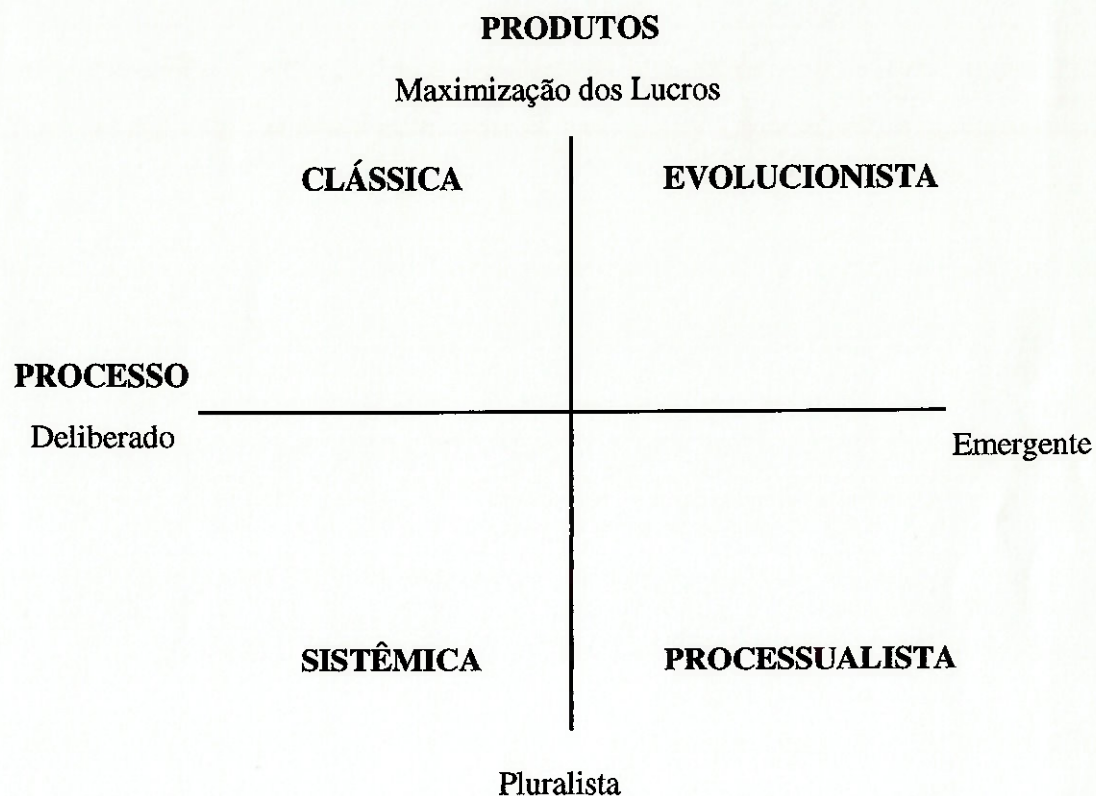 PRODUTOS
Maximização dos Lucros
CLÁSSICA
EVOLUCIONISTA
PROCESSO
Deliberado
Emergente
SISTÊMICA
PROCESSUALISTA
Pluralista